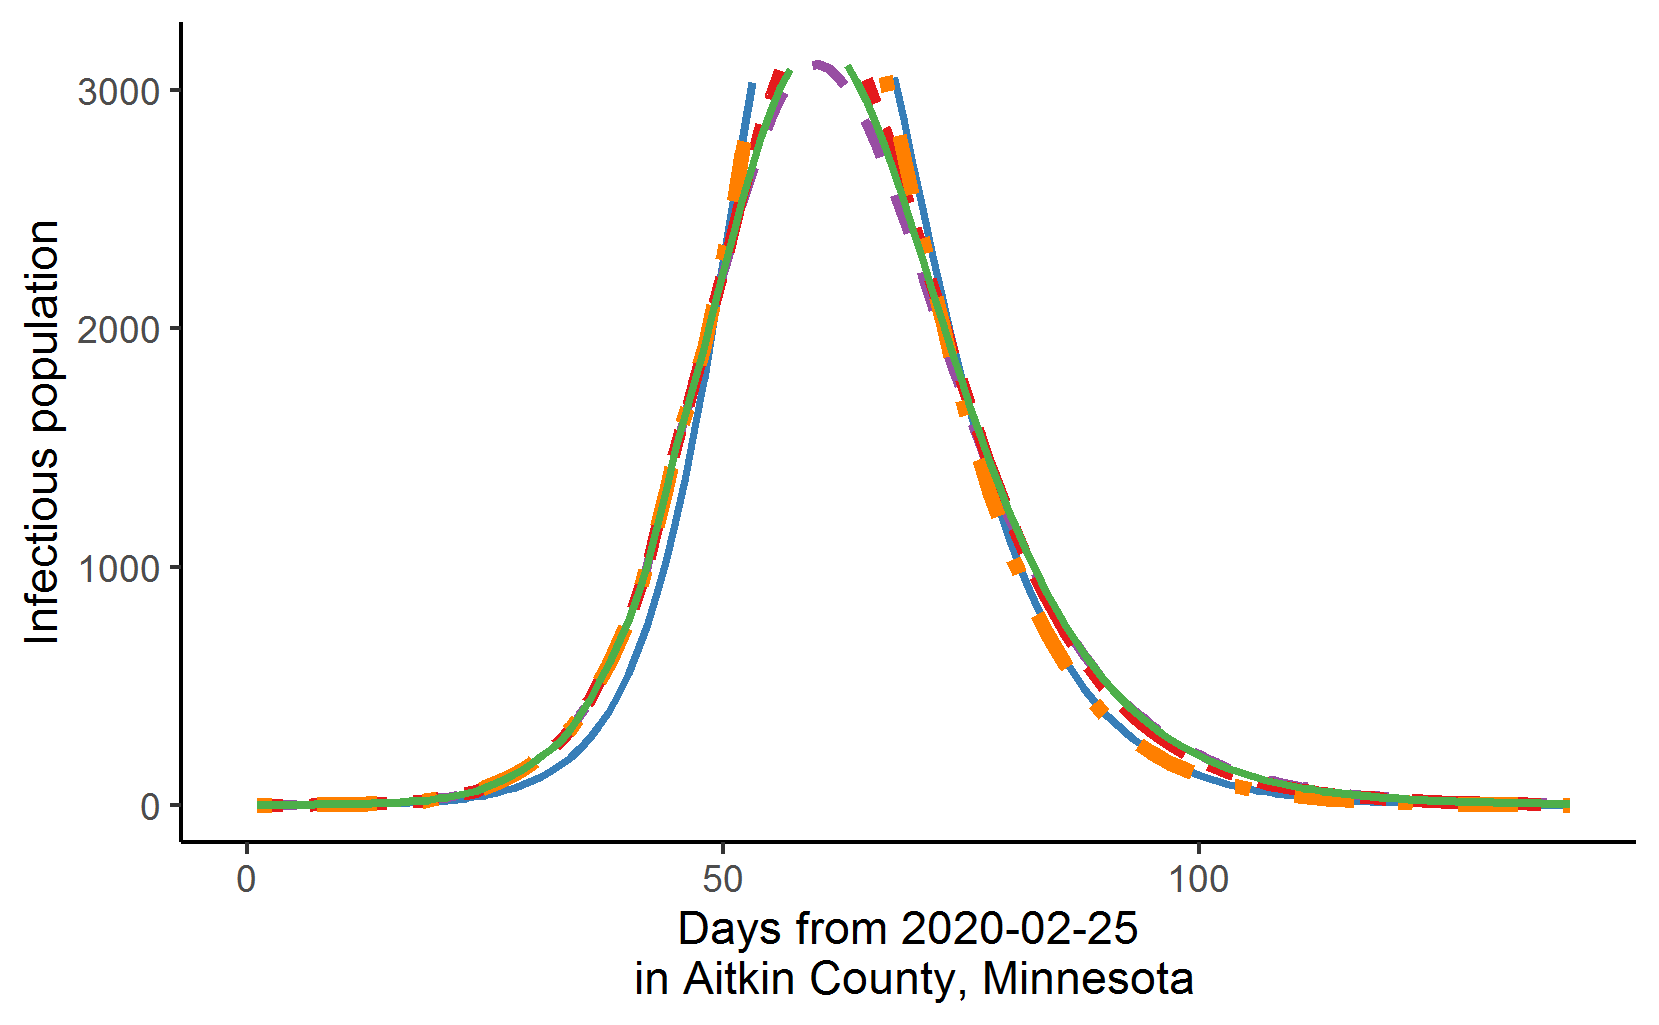 Infectious population
3000
2000
1000
0
0 50 100
Days from 2020-02-25
in Aitkin County, Minnesota